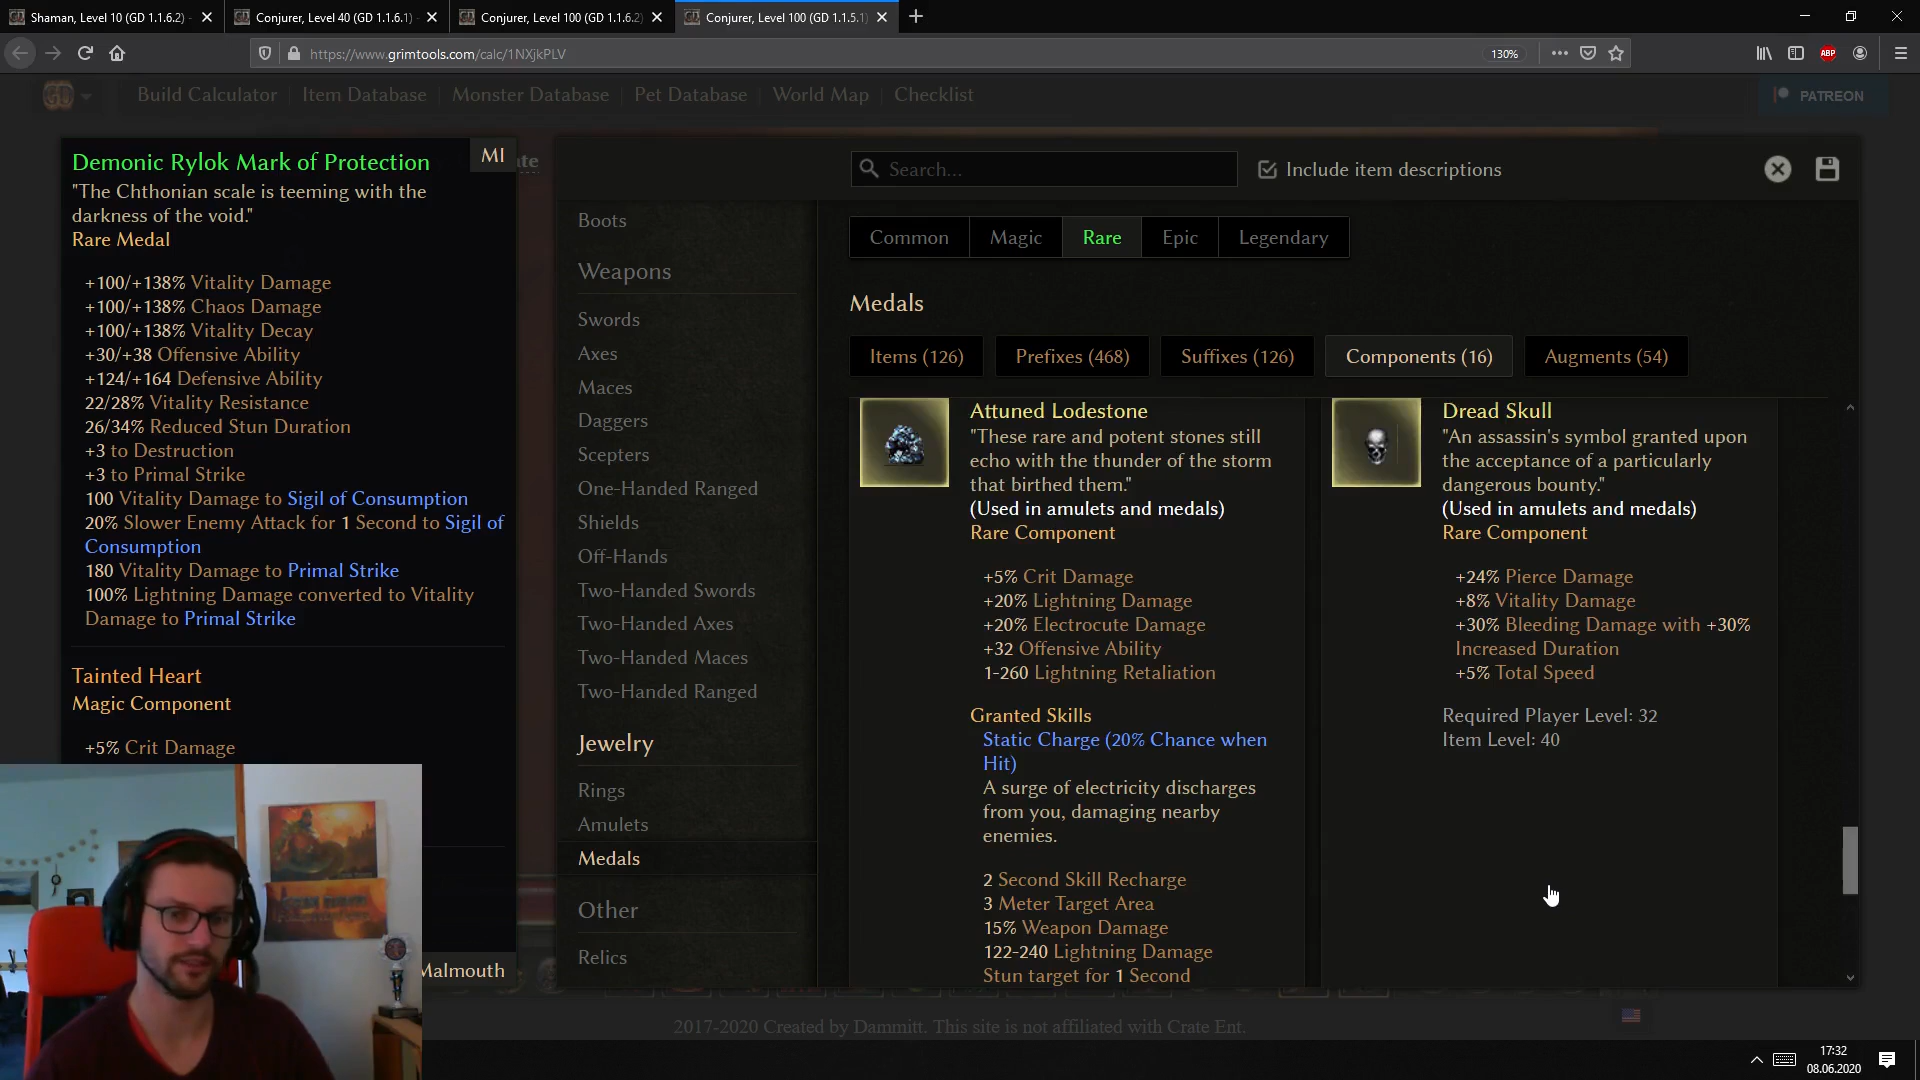 Shaman, Level 10 (GD 1.1.6.2) -
Conjurer, Level 40 (GD 1.1.6.1)
Conjurer, Level 100 (GD 1.1.6.2)
Conjurer, Level 100 (GD 1.1.5.1)
https://www.grimtools.com/calc/1NXjkPLV
130%
ABP
GD
Build Calculator
Item Database
Monster Database
Pet Database
World Map
Checklist
PATREON
Demonic Rylok Mark of Protection
MI
"The Chthonian scale is teeming with the
darkness of the void."
Rare Medal
+100/+138% Vitality Damage
+100/+138% Chaos Damage
+100/+138% Vitality Decay
+30/+38 Offensive Ability
+124/+164 Defensive Ability
22/28% Vitality Resistance
26/34% Reduced Stun Duration
+3 to Destruction
+3 to Primal Strike
100 Vitality Damage to Sigil of Consumption
20% Slower Enemy Attack for 1 Second to Sigil of
Consumption
180 Vitality Damage to Primal Strike
100% Lightning Damage converted to Vitality
Damage to Primal Strike
Tainted Heart
Magic Component
+5% Crit Damage
Malmouth
Search...
Include item descriptions
Boots
Weapons
Swords
Axes
Maces
Daggers
Scepters
One-Handed Ranged
Shields
Off-Hands
Two-Handed Swords
Two-Handed Axes
Two-Handed Maces
Two-Handed Ranged
Jewelry
Rings
Amulets
Medals
Other
Relics
Common
Magic
Rare
Epic
Legendary
Medals
Items (126)
Prefixes (468)
Suffixes (126)
Components (16)
Augments (54)
Attuned Lodestone
"These rare and potent stones still
echo with the thunder of the storm
that birthed them."
(Used in amulets and medals)
Rare Component
+5% Crit Damage
+20% Lightning Damage
+20% Electrocute Damage
+32 Offensive Ability
1-260 Lightning Retaliation
Granted Skills
Static Charge (20% Chance when
Hit)
A surge of electricity discharges
from you, damaging nearby
enemies.
2 Second Skill Recharge
3 Meter Target Area
15% Weapon Damage
122-240 Lightning Damage
Stun target for 1 Second
Dread Skull
"An assassin's symbol granted upon
the acceptance of a particularly
dangerous bounty."
(Used in amulets and medals)
Rare Component
+24% Pierce Damage
+8% Vitality Damage
+30% Bleeding Damage with +30%
Increased Duration
+5% Total Speed
Required Player Level: 32
Item Level: 40
2017-2020 Created by Dammitt. This site is not affiliated with Crate Ent.
17:32
08.06.2020